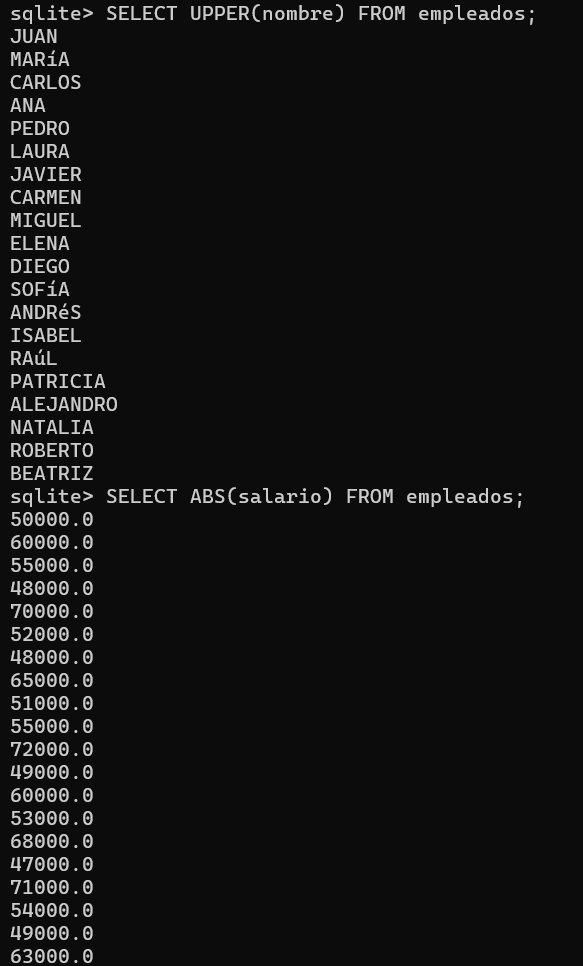 sqlite> SELECT UPPER(nombre) FROM empleados;
JUAN
MARíA
CARLOS
ANA
PEDRO
LAURA
JAVIER
CARMEN
MIGUEL
ELENA
DIEGO
SOFíA
ANDRéS
ISABEL
RAúL
PATRICIA
ALEJANDRO
NATALIA
ROBERTO
BEATRIZ
sqlite> SELECT ABS(salario) FROM empleados;
50000.0
60000.0
55000.0
48000.0
70000.0
52000.0
48000.0
65000.0
51000.0
55000.0
72000.0
49000.0
60000.0
53000.0
68000.0
47000.0
71000.0
54000.0
49000.0
63000.0